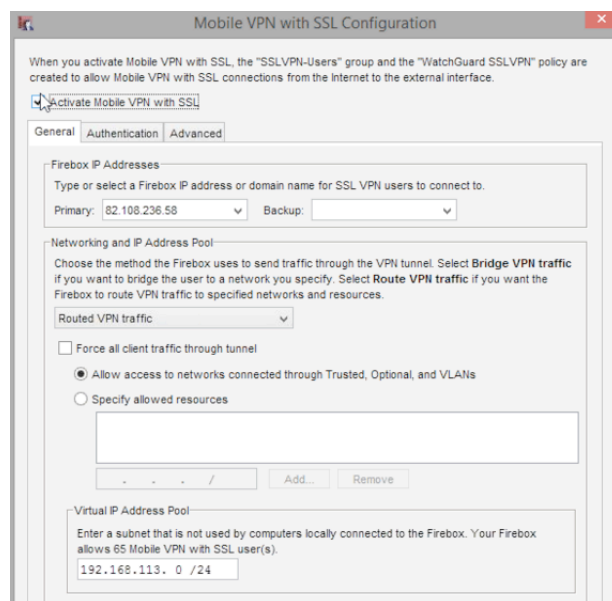 Mobile VPN with SSL Configuration
When you activate Mobile VPN with SSL, the "SSLVPN-Users" group and the "WatchGuard SSLVPN" policy are
created to allow Mobile VPN with SSL connections from the Internet to the external interface.
Activate Mobile VPN with SSL
General Authentication Advanced
Firebox IP Addresses
Type or select a Firebox IP address or domain name for SSL VPN users to connect to.
Primary: 82.108.236.58 Backup:
Networking and IP Address Pool
Choose the method the Firebox uses to send traffic through the VPN tunnel. Select Bridge VPN traffic
if you want to bridge the user to a network you specify. Select Route VPN traffic if you want the
Firebox to route VPN traffic to specified networks and resources.
Routed VPN traffic
Force all client traffic through tunnel
Allow access to networks connected through Trusted, Optional, and VLANs
Specify allowed resources
. . . /
Add... Remove
Virtual IP Address Pool
Enter a subnet that is not used by computers locally connected to the Firebox. Your Firebox
allows 65 Mobile VPN with SSL user(s).
192.168.113. 0 /24